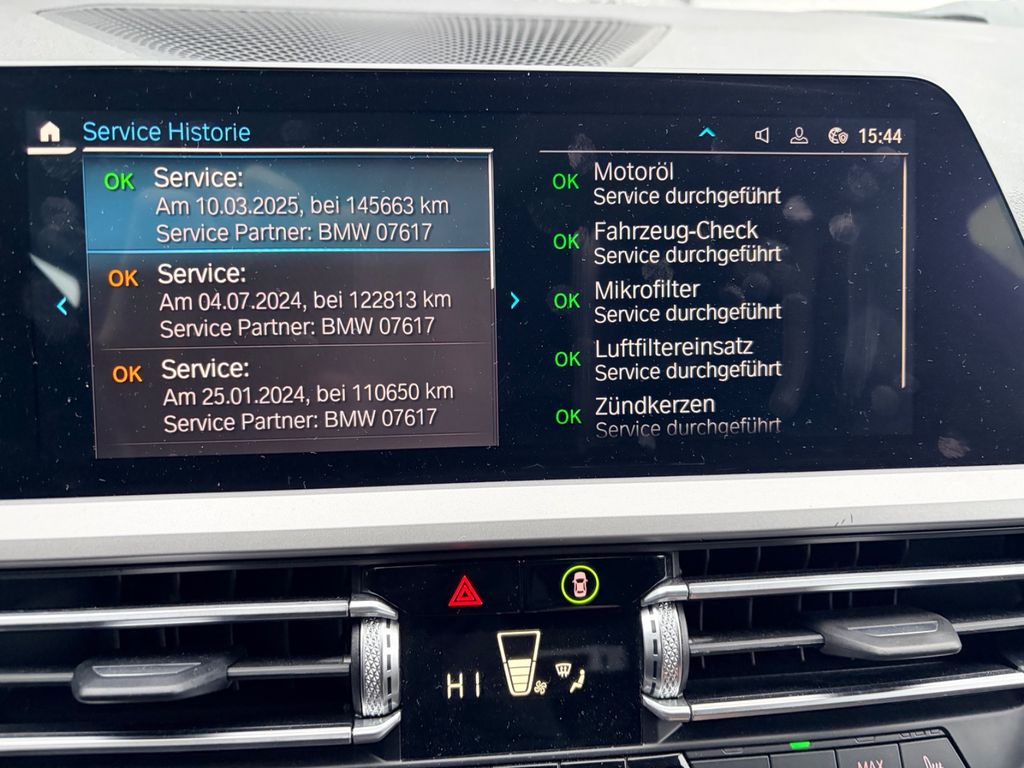 Service Historie
15:44
OK Service:
Am 10.03.2025, bei 145663 km
Service Partner: BMW 07617
OK Service:
Am 04.07.2024, bei 122813 km
Service Partner: BMW 07617
OK Service:
Am 25.01.2024, bei 110650 km
Service Partner: BMW 07617
OK Motoröl
Service durchgeführt
OK Fahrzeug-Check
Service durchgeführt
OK Mikrofilter
Service durchgeführt
OK Luftfiltereinsatz
Service durchgeführt
OK Zündkerzen
Service durchgeführt
HI
MAX